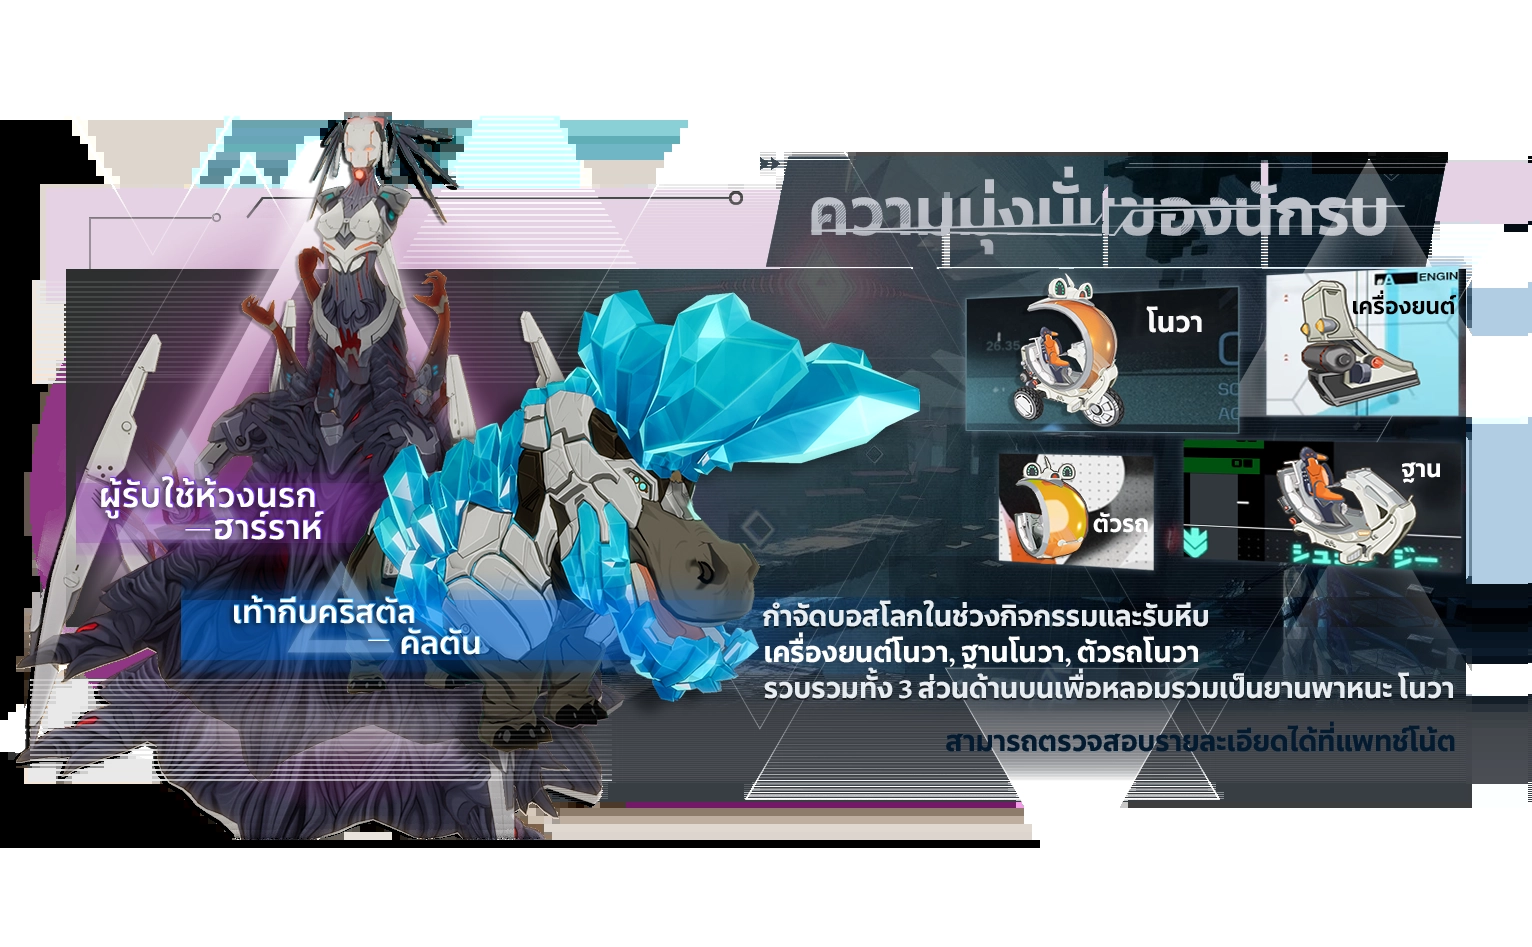 ความมุ่งมั่นของนักรบ
โนวา
ENGIN
เครื่องยนต์
26.35
ฐาน
ตัวรถ
ผู้รับใช้ห้วงนรก
—ฮาร์ราห์
เท้ากีบคริสตัล
— คัลตัน
กำจัดบอสโลกในช่วงกิจกรรมและรับหีบ
เครื่องยนต์โนวา, ฐานโนวา, ตัวรถโนวา
รวบรวมทั้ง 3 ส่วนด้านบนเพื่อหลอมรวมเป็นยานพาหนะ โนวา
สามารถตรวจสอบรายละเอียดได้ที่แพทช์โน้ต